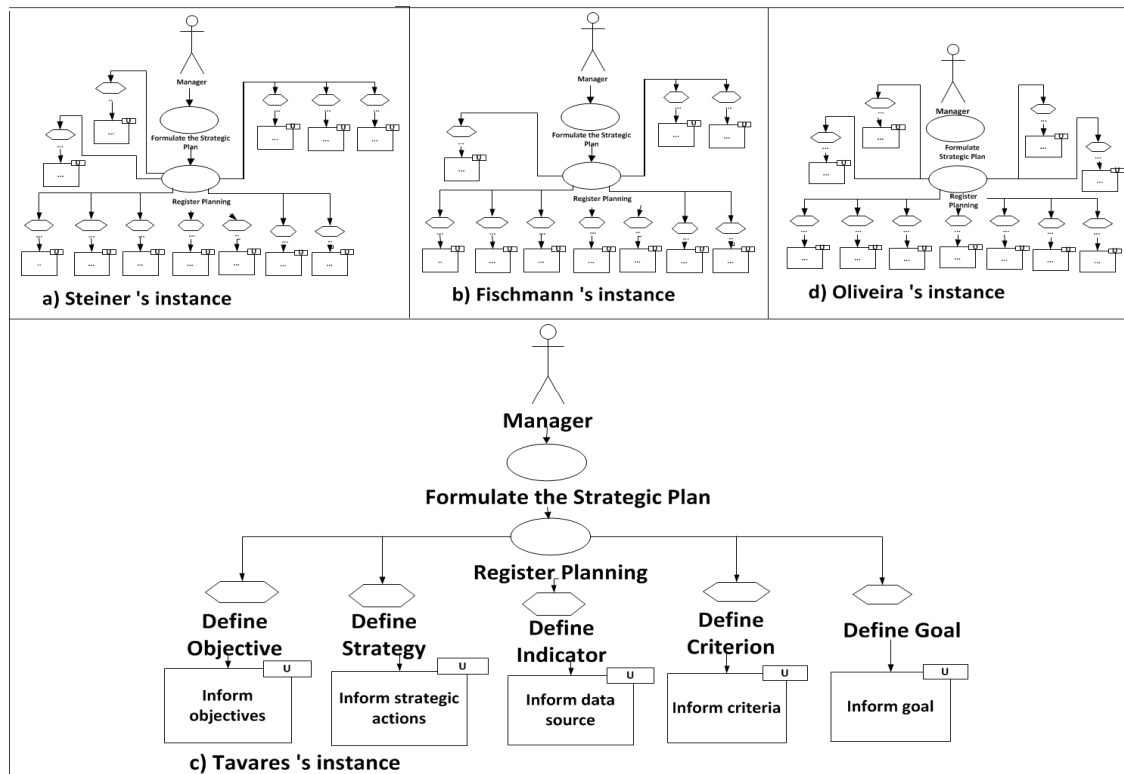 Manager
Formulate the Strategic
Plan
Register Planning
...
...
U
...
...
U
...
...
U
...
...
U
...
...
U
...
..
U
...
...
U
...
...
U
...
...
U
...
...
U
...
...
U
...
...
U
a) Steiner 's instance
Manager
Formulate the Strategic
Plan
Register Planning
...
...
U
...
...
U
...
...
U
...
..
U
...
...
U
...
...
U
...
...
U
...
...
U
...
...
U
...
...
U
b) Fischmann 's instance
Manager
Formulate
Strategic Plan
Register
Planning
...
...
U
...
...
U
...
...
U
...
...
U
...
...
U
...
...
U
...
...
U
...
...
U
...
...
U
...
...
U
...
...
U
d) Oliveira 's instance
Manager
Formulate the Strategic Plan
Register Planning
Define
Objective
U
Inform
objectives
Define
Strategy
U
Inform strategic
actions
Define
Indicator
U
Inform data
source
Define
Criterion
U
Inform criteria
Define Goal
U
Inform goal
c) Tavares 's instance